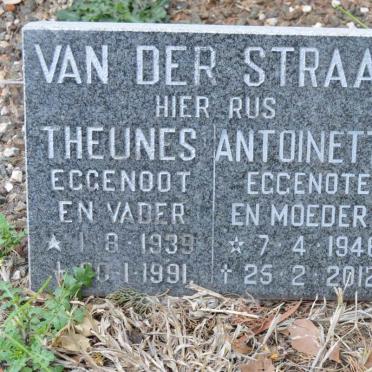 VAN DER STRAA
HIER RUS
THEUNES ANTOINETT
EGGENOOT EGGENOTE
EN VADER EN MOEDER
1·8·1939 ☆ 7·4·1946
·1·1991 ✝ 25·2·2012